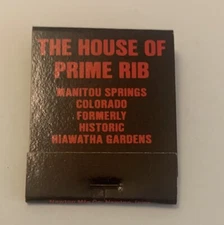 THE HOUSE OF
PRIME RIB
MANITOU SPRINGS
COLORADO
FORMERLY
HISTORIC
HIAWATHA GARDENS